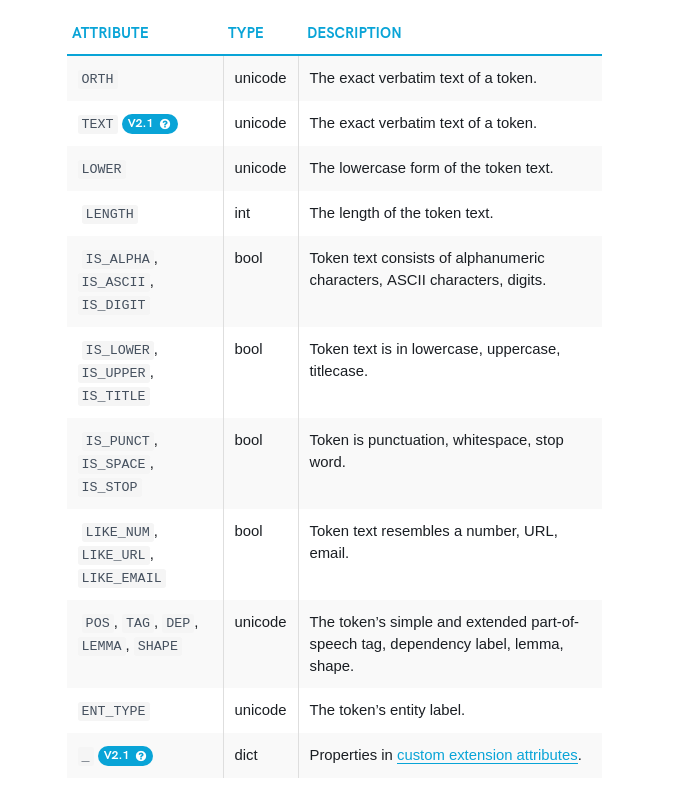 ATTRIBUTE TYPE DESCRIPTION
ORTH unicode The exact verbatim text of a token.
TEXT V2.1 ? unicode The exact verbatim text of a token.
LOWER unicode The lowercase form of the token text.
LENGTH int The length of the token text.
IS_ALPHA, bool Token text consists of alphanumeric
IS_ASCII, characters, ASCII characters, digits.
IS_DIGIT
IS_LOWER, bool Token text is in lowercase, uppercase,
IS_UPPER, titlecase.
IS_TITLE
IS_PUNCT, bool Token is punctuation, whitespace, stop
IS_SPACE, word.
IS_STOP
LIKE_NUM, bool Token text resembles a number, URL,
LIKE_URL, email.
LIKE_EMAIL
POS, TAG, DEP, unicode The token’s simple and extended part-of-
LEMMA, SHAPE speech tag, dependency label, lemma,
shape.
ENT_TYPE unicode The token’s entity label.
_ V2.1 ? dict Properties in custom extension attributes.